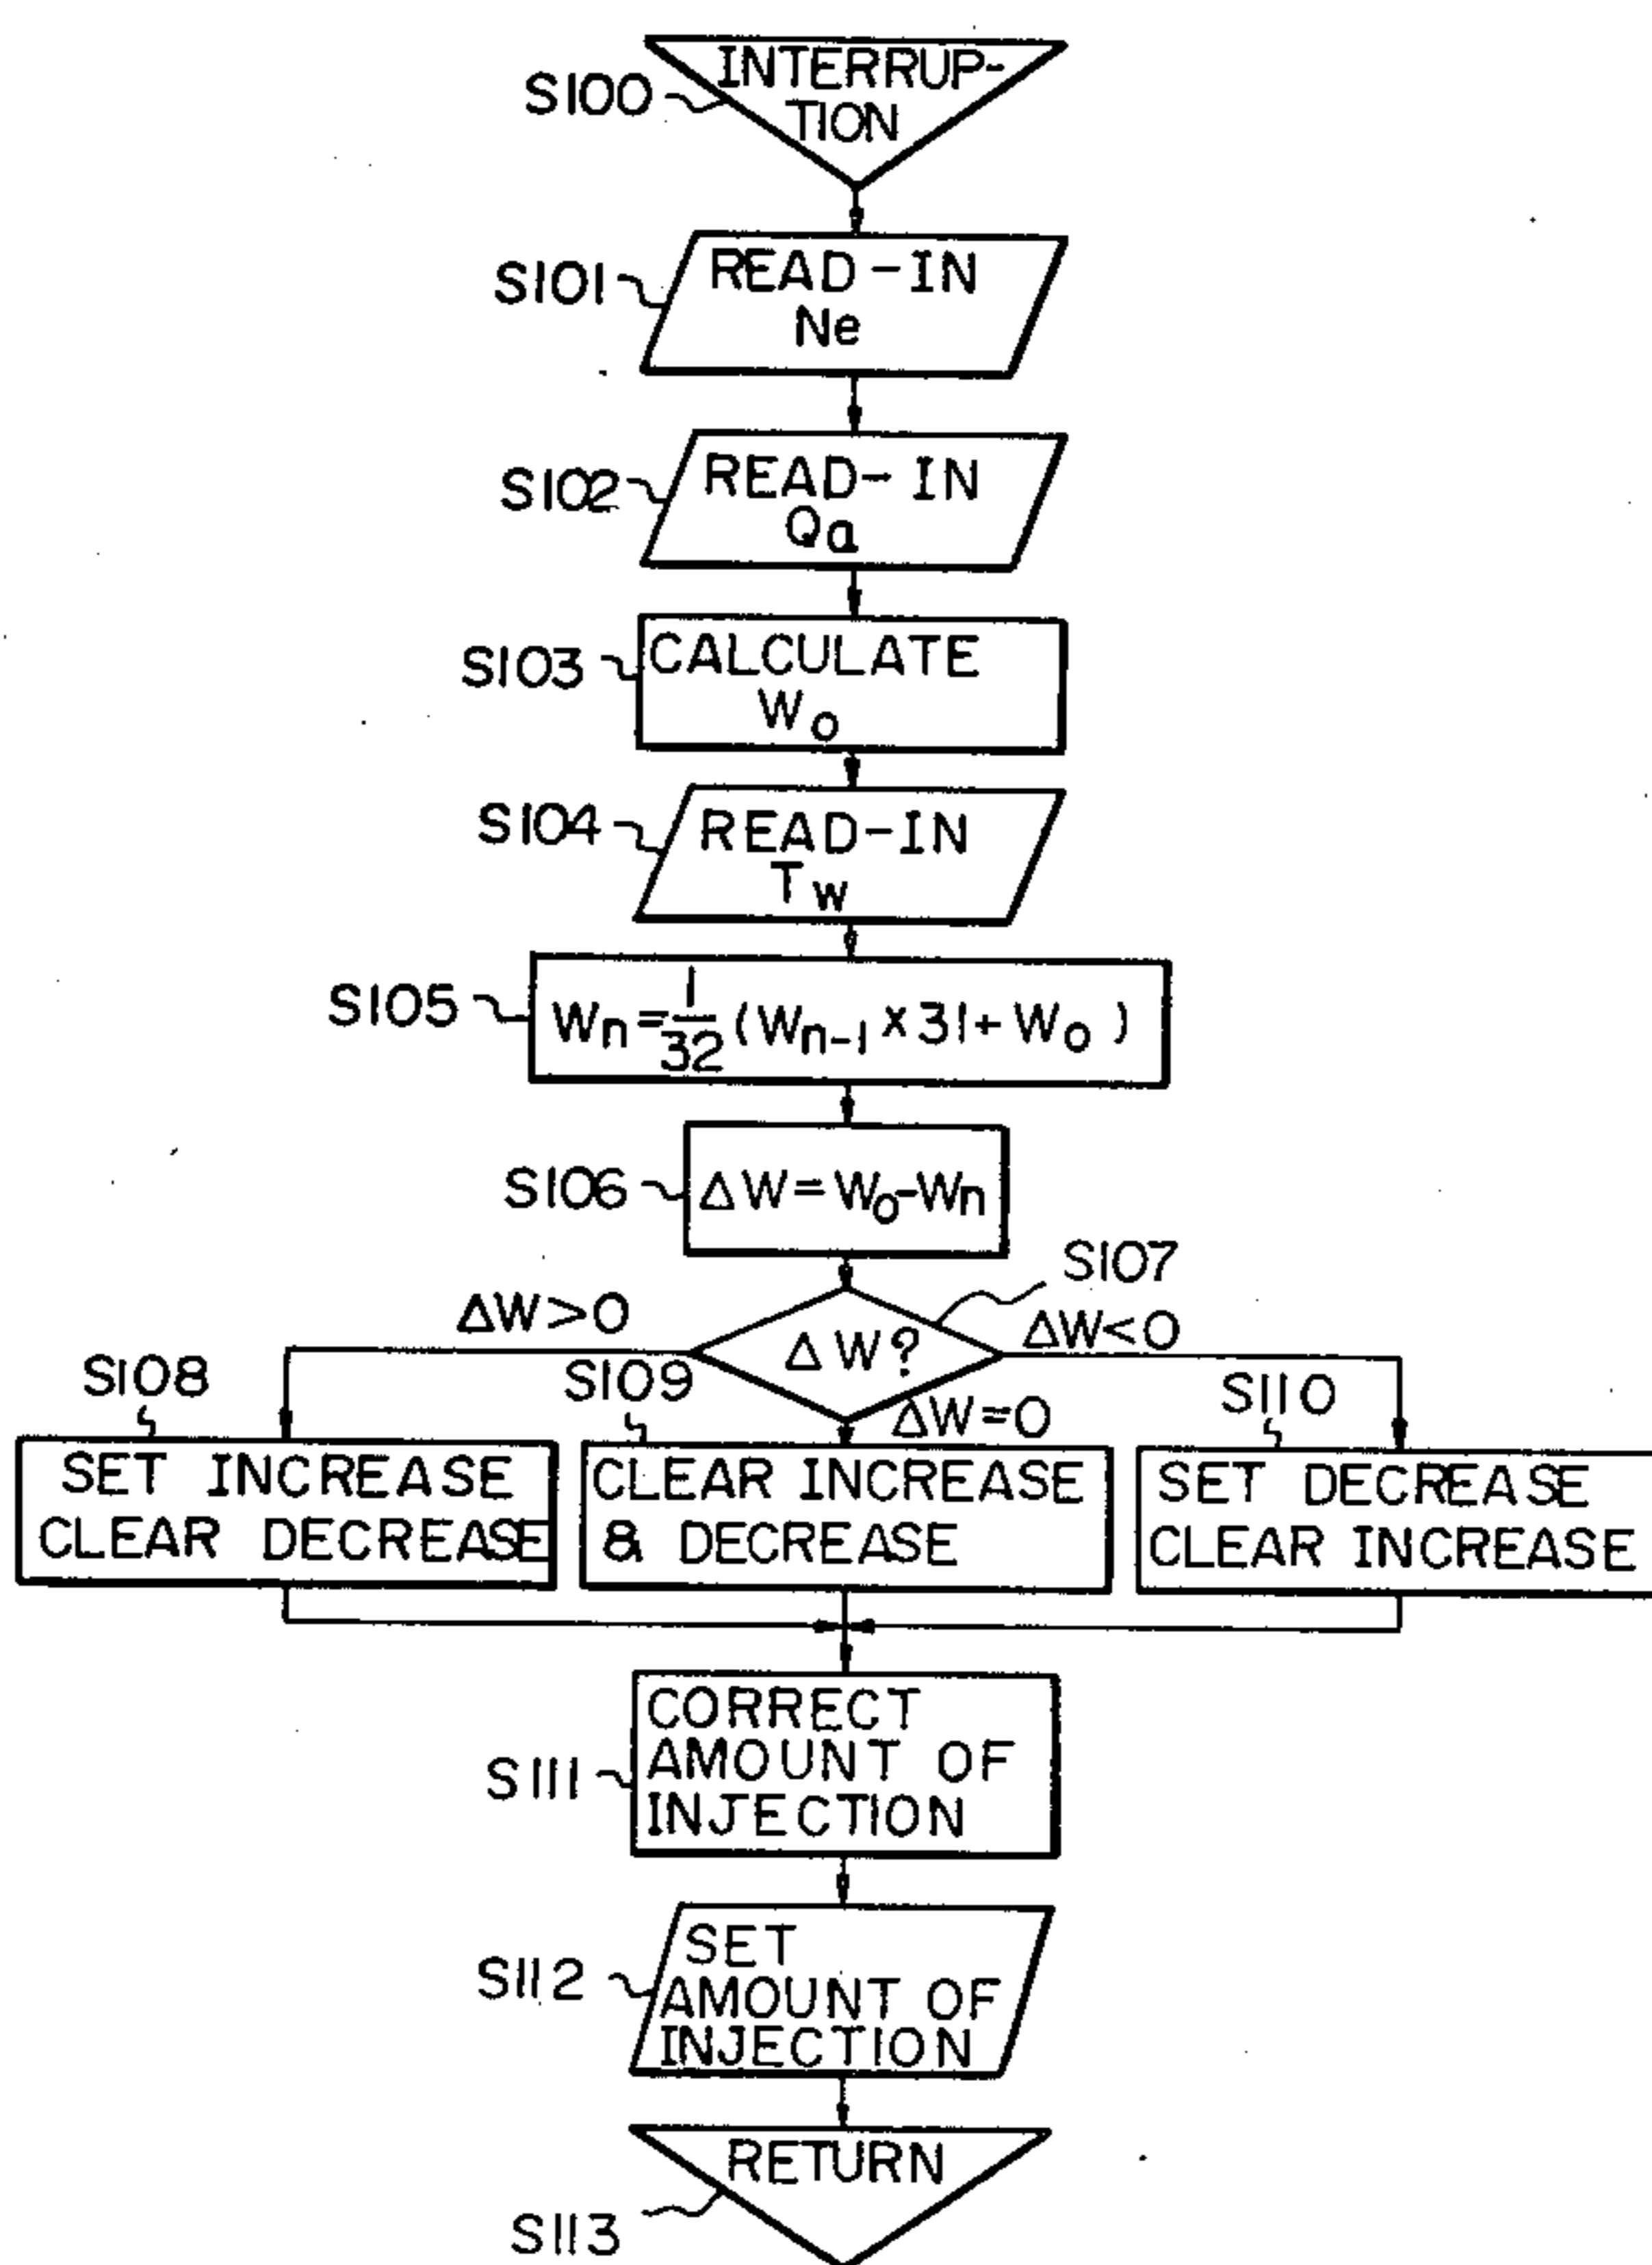 INTERRUP-
TION
S100
READ-IN
Ne
S101
READ-IN
Qa
S102
CALCULATE
Wo
S103
READ-IN
Tw
S104
Wn=1/32(Wn-1×31+Wo)
S105
ΔW=Wo-Wn
S106
S107
ΔW>0
ΔW?
ΔW<0
ΔW=0
S108
S109
S110
SET INCREASE
CLEAR DECREASE
CLEAR INCREASE
& DECREASE
SET DECREASE
CLEAR INCREASE
CORRECT
AMOUNT OF
INJECTION
S111
SET
AMOUNT OF
INJECTION
S112
RETURN
S113